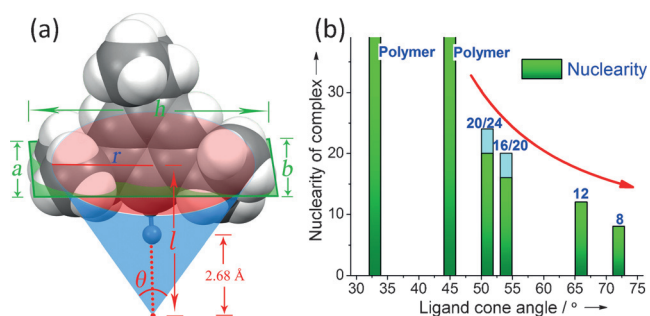 (a)
h
r
a
b
l
θ
2.68 Å
(b)
Nuclearity of complex →
40
30
20
10
0
Polymer
Polymer
Nuclearity
20/24
16/20
12
8
30 35 40 45 50 55 60 65 70 75
Ligand cone angle / ° →